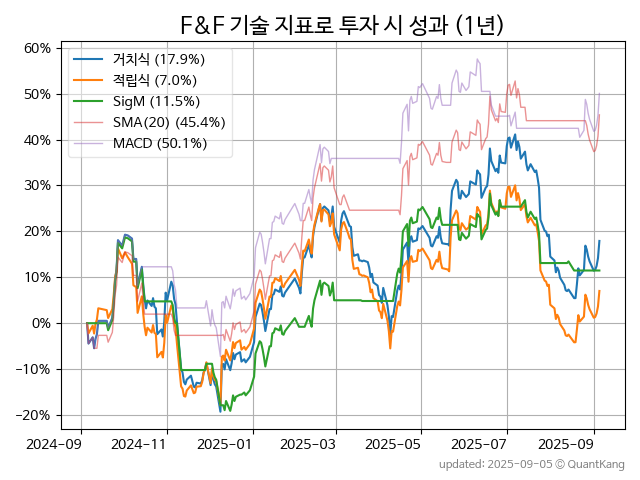 F&F 기술 지표로 투자 시 성과 (1년)
거치식 (17.9%)
적립식 (7.0%)
SigM (11.5%)
SMA(20) (45.4%)
MACD (50.1%)
60%
50%
40%
30%
20%
10%
0%
−10%
−20%
2024-09 2024-11 2025-01 2025-03 2025-05 2025-07 2025-09
updated: 2025-09-05 © QuantKang